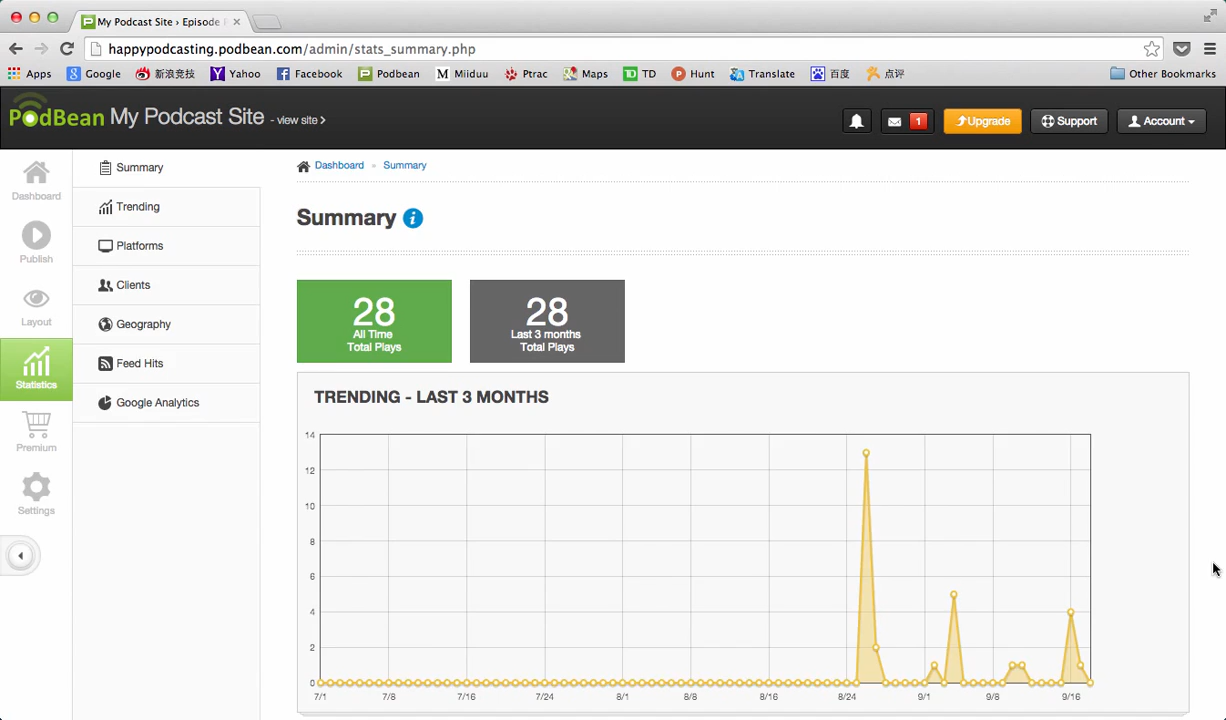 My Podcast Site › Episode
happypodcasting.podbean.com/admin/stats_summary.php
Apps Google 新浪竞技 Yahoo Facebook Podbean Miiduu Ptrac Maps TD Hunt Translate 百度 点评 Other Bookmarks
PodBean My Podcast Site - view site
1 Upgrade Support Account
Dashboard
Publish
Layout
Statistics
Premium
Settings
Summary
Trending
Platforms
Clients
Geography
Feed Hits
Google Analytics
Dashboard Summary
Summary i
28
All Time
Total Plays
28
Last 3 months
Total Plays
TRENDING - LAST 3 MONTHS
14
12
10
8
6
4
2
0
7/1 7/8 7/16 7/24 8/1 8/8 8/16 8/24 9/1 9/8 9/16